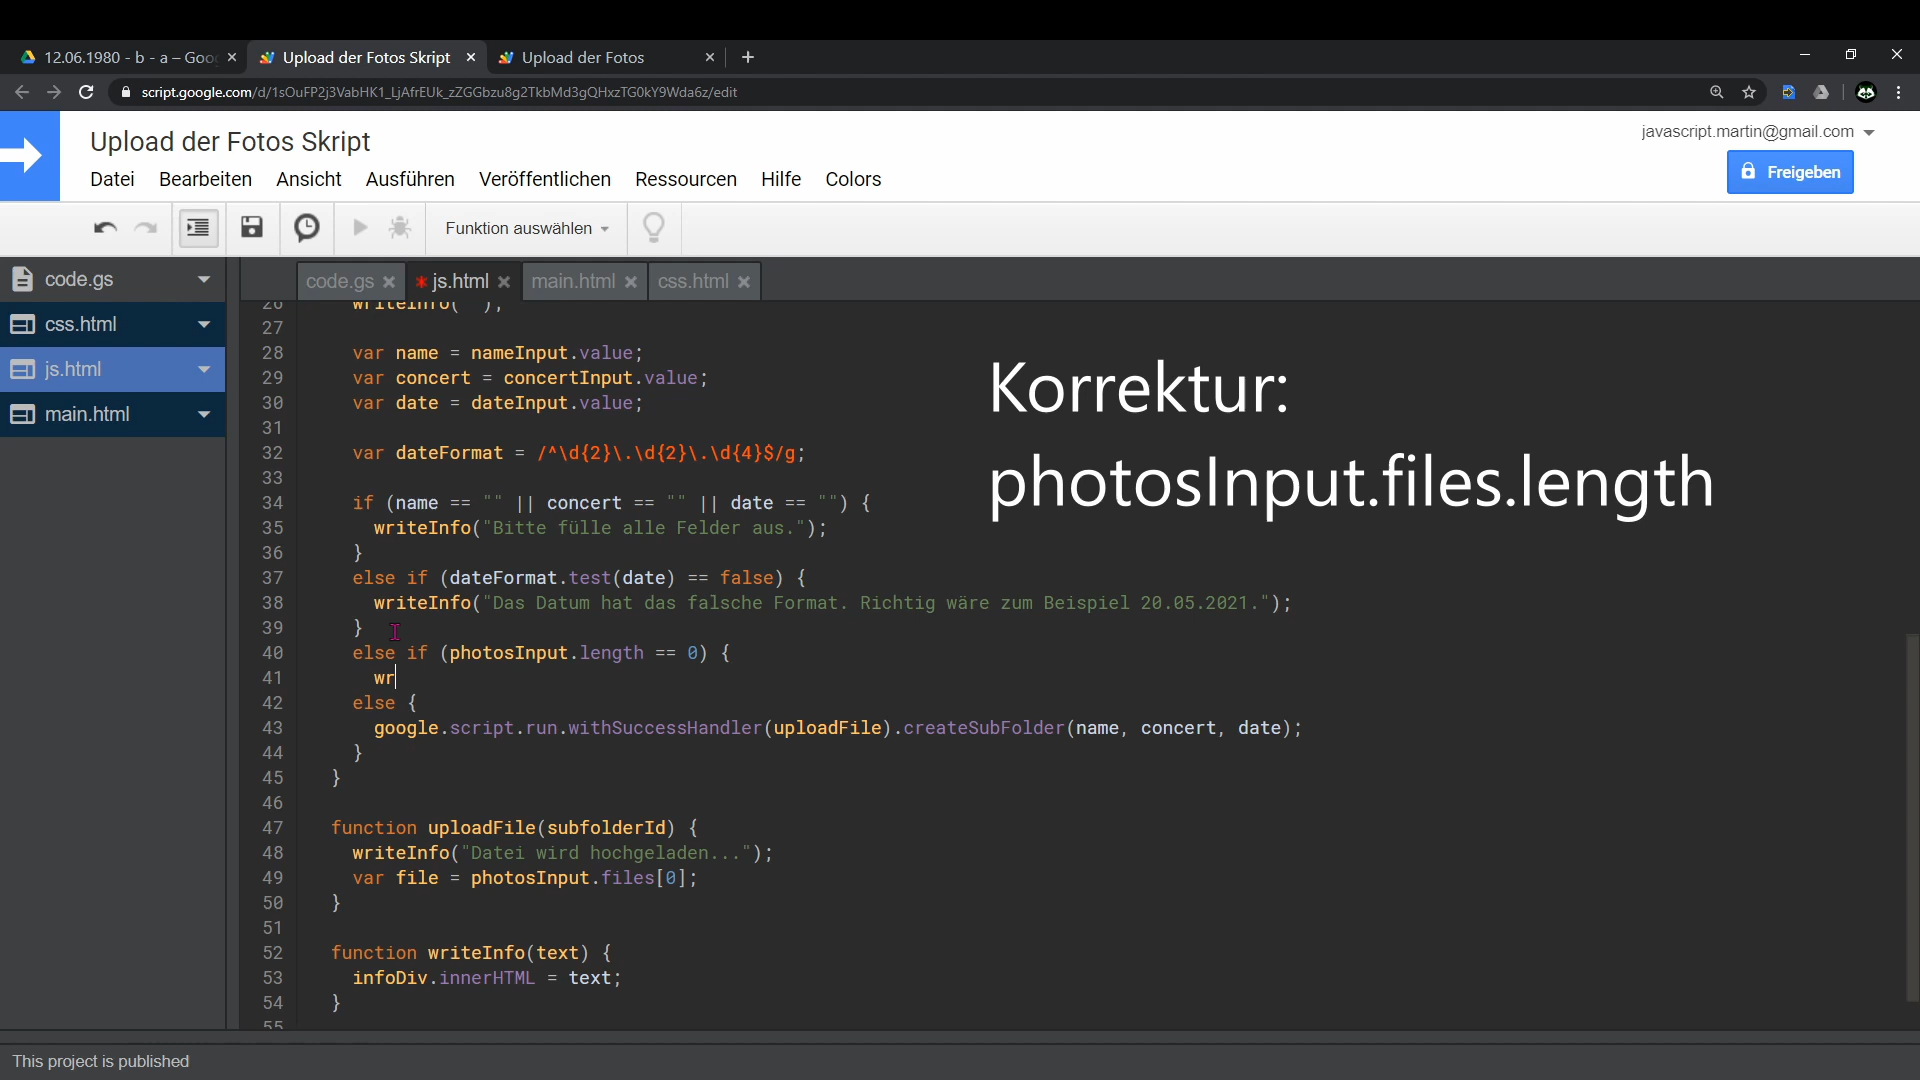 12.06.1980 - b - a – Goo
Upload der Fotos Skript
Upload der Fotos
script.google.com/d/1sOuFP2j3VabHK1_LjAfrEUk_zZGGbzu8g2TkbMd3gQHxzTG0kY9Wda6z/edit
Upload der Fotos Skript
javascript.martin@gmail.com
Datei Bearbeiten Ansicht Ausführen Veröffentlichen Ressourcen Hilfe Colors
Freigeben
Funktion auswählen
code.gs
css.html
js.html
main.html
code.gs * js.html main.html css.html
26 writeInfo(" ");
27
28 var name = nameInput.value;
29 var concert = concertInput.value;
30 var date = dateInput.value;
31
32 var dateFormat = /^\d{2}\.\d{2}\.\d{4}$/g;
33
34 if (name == "" || concert == "" || date == "") {
35 writeInfo("Bitte fülle alle Felder aus.");
36 }
37 else if (dateFormat.test(date) == false) {
38 writeInfo("Das Datum hat das falsche Format. Richtig wäre zum Beispiel 20.05.2021.");
39 }
40 else if (photosInput.length == 0) {
41 wr
42 else {
43 google.script.run.withSuccessHandler(uploadFile).createSubFolder(name, concert, date);
44 }
45 }
46
47 function uploadFile(subfolderId) {
48 writeInfo("Datei wird hochgeladen...");
49 var file = photosInput.files[0];
50 }
51
52 function writeInfo(text) {
53 infoDiv.innerHTML = text;
54 }
55
Korrektur:
photosInput.files.length
This project is published